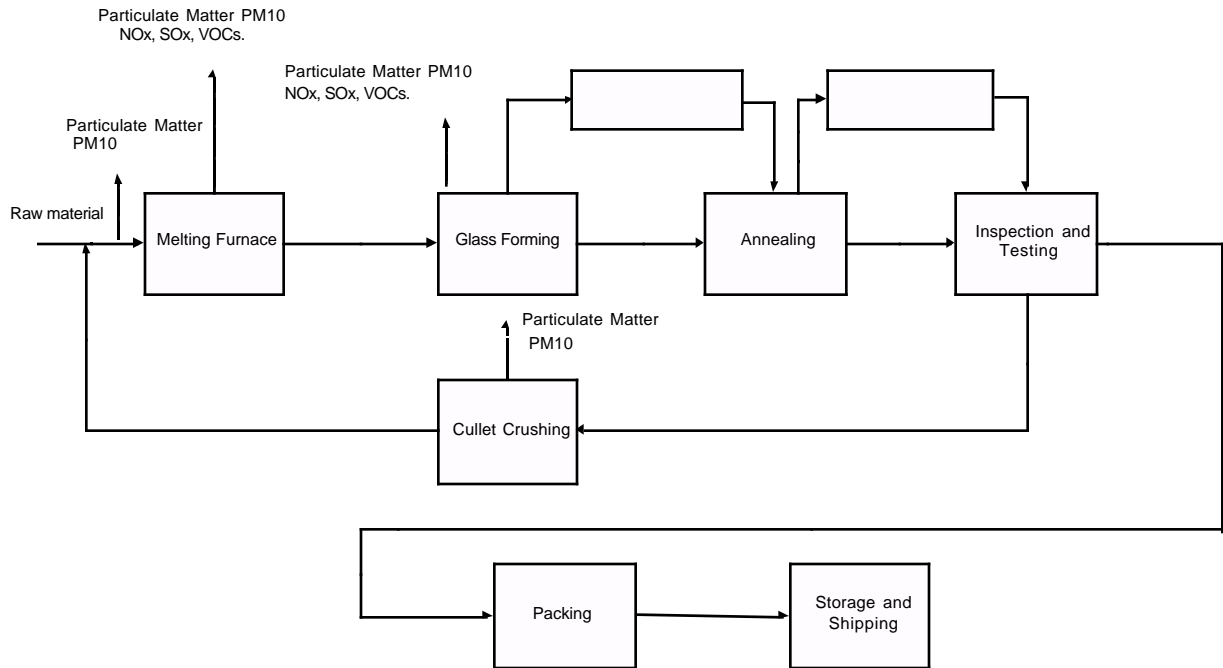 Particulate Matter PM10
NOx, SOx, VOCs.
Particulate Matter PM10
NOx, SOx, VOCs.
Particulate Matter
PM10
Raw material
Melting Furnace
Glass Forming
Annealing
Inspection and
Testing
Particulate Matter
PM10
Cullet Crushing
Packing
Storage and
Shipping